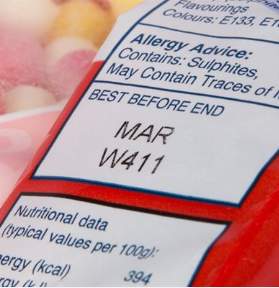 Flavourings
Colours: E133, E1
Allergy Advice:
Contains: Sulphites,
May Contain Traces of
BEST BEFORE END
MAR
W411
Nutritional data
(typical values per 100g):
ergy (kcal) 394